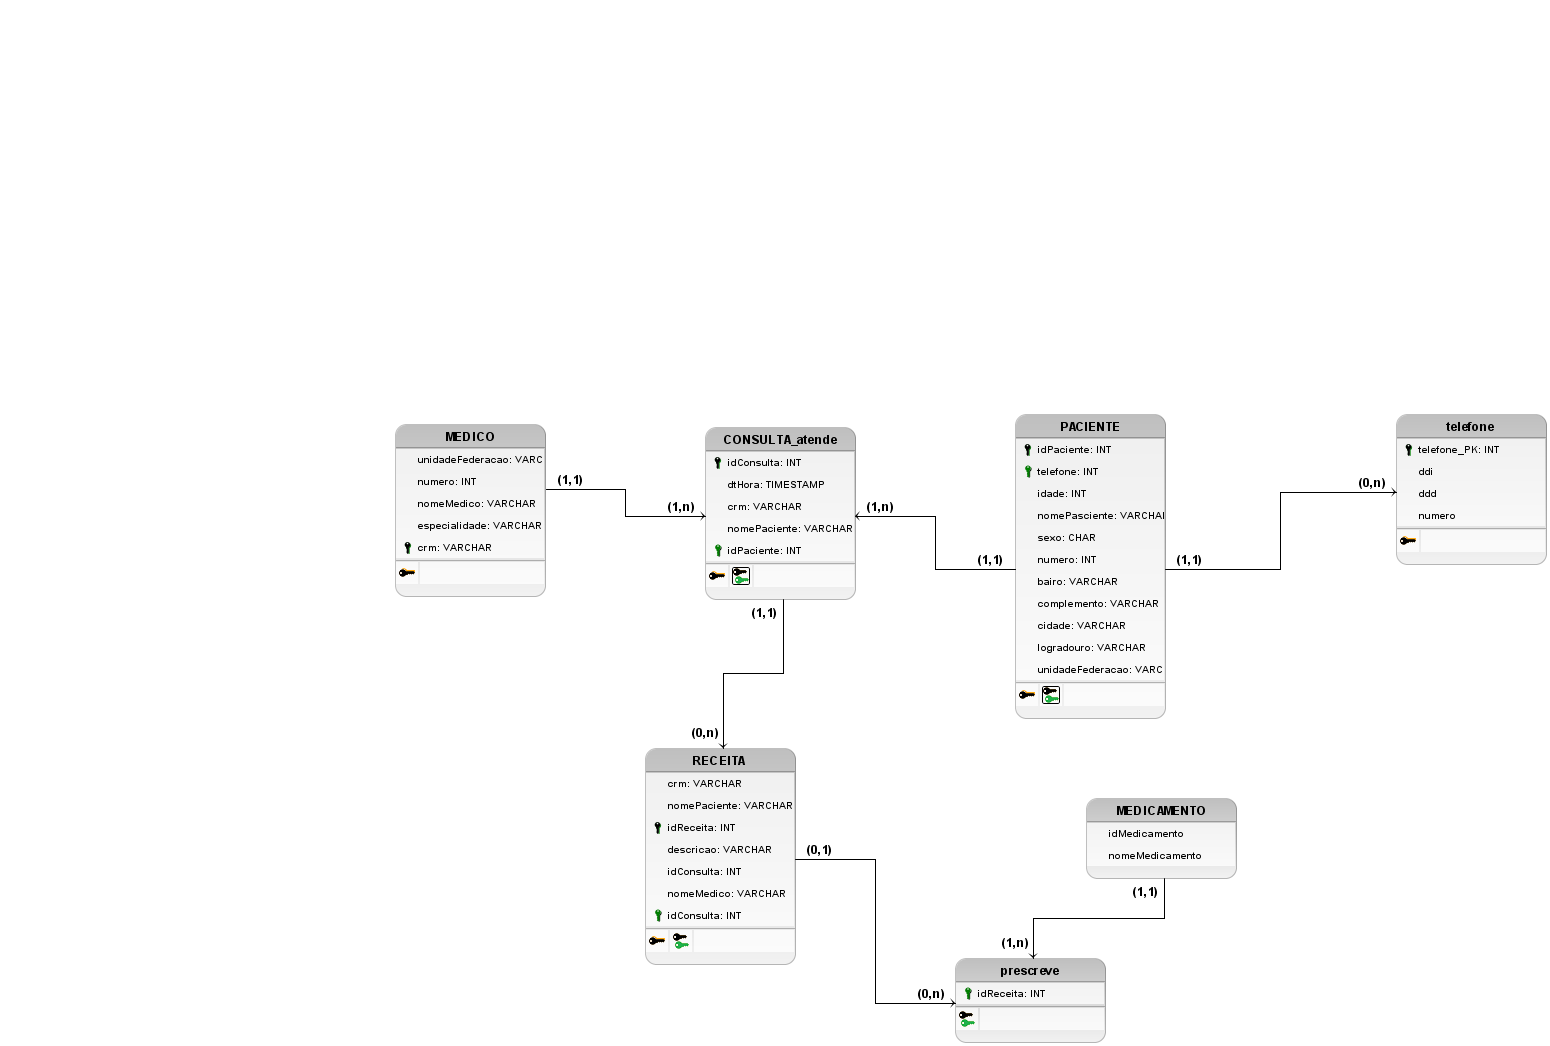 MEDICO
unidadeFederacao: VARC
numero: INT
nomeMedico: VARCHAR
especialidade: VARCHAR
crm: VARCHAR
(1,1)
(1,n)
CONSULTA_atende
idConsulta: INT
dtHora: TIMESTAMP
crm: VARCHAR
nomePaciente: VARCHAR
idPaciente: INT
(1,n)
(1,1)
(1,1)
PACIENTE
idPaciente: INT
telefone: INT
idade: INT
nomePasciente: VARCHAI
sexo: CHAR
numero: INT
bairo: VARCHAR
complemento: VARCHAR
cidade: VARCHAR
logradouro: VARCHAR
unidadeFederacao: VARC
(1,1)
(0,n)
telefone
telefone_PK: INT
ddi
ddd
numero
(0,n)
RECEITA
crm: VARCHAR
nomePaciente: VARCHAR
idReceita: INT
descricao: VARCHAR
idConsulta: INT
nomeMedico: VARCHAR
idConsulta: INT
(0,1)
(0,n)
MEDICAMENTO
idMedicamento
nomeMedicamento
(1,1)
(1,n)
prescreve
idReceita: INT